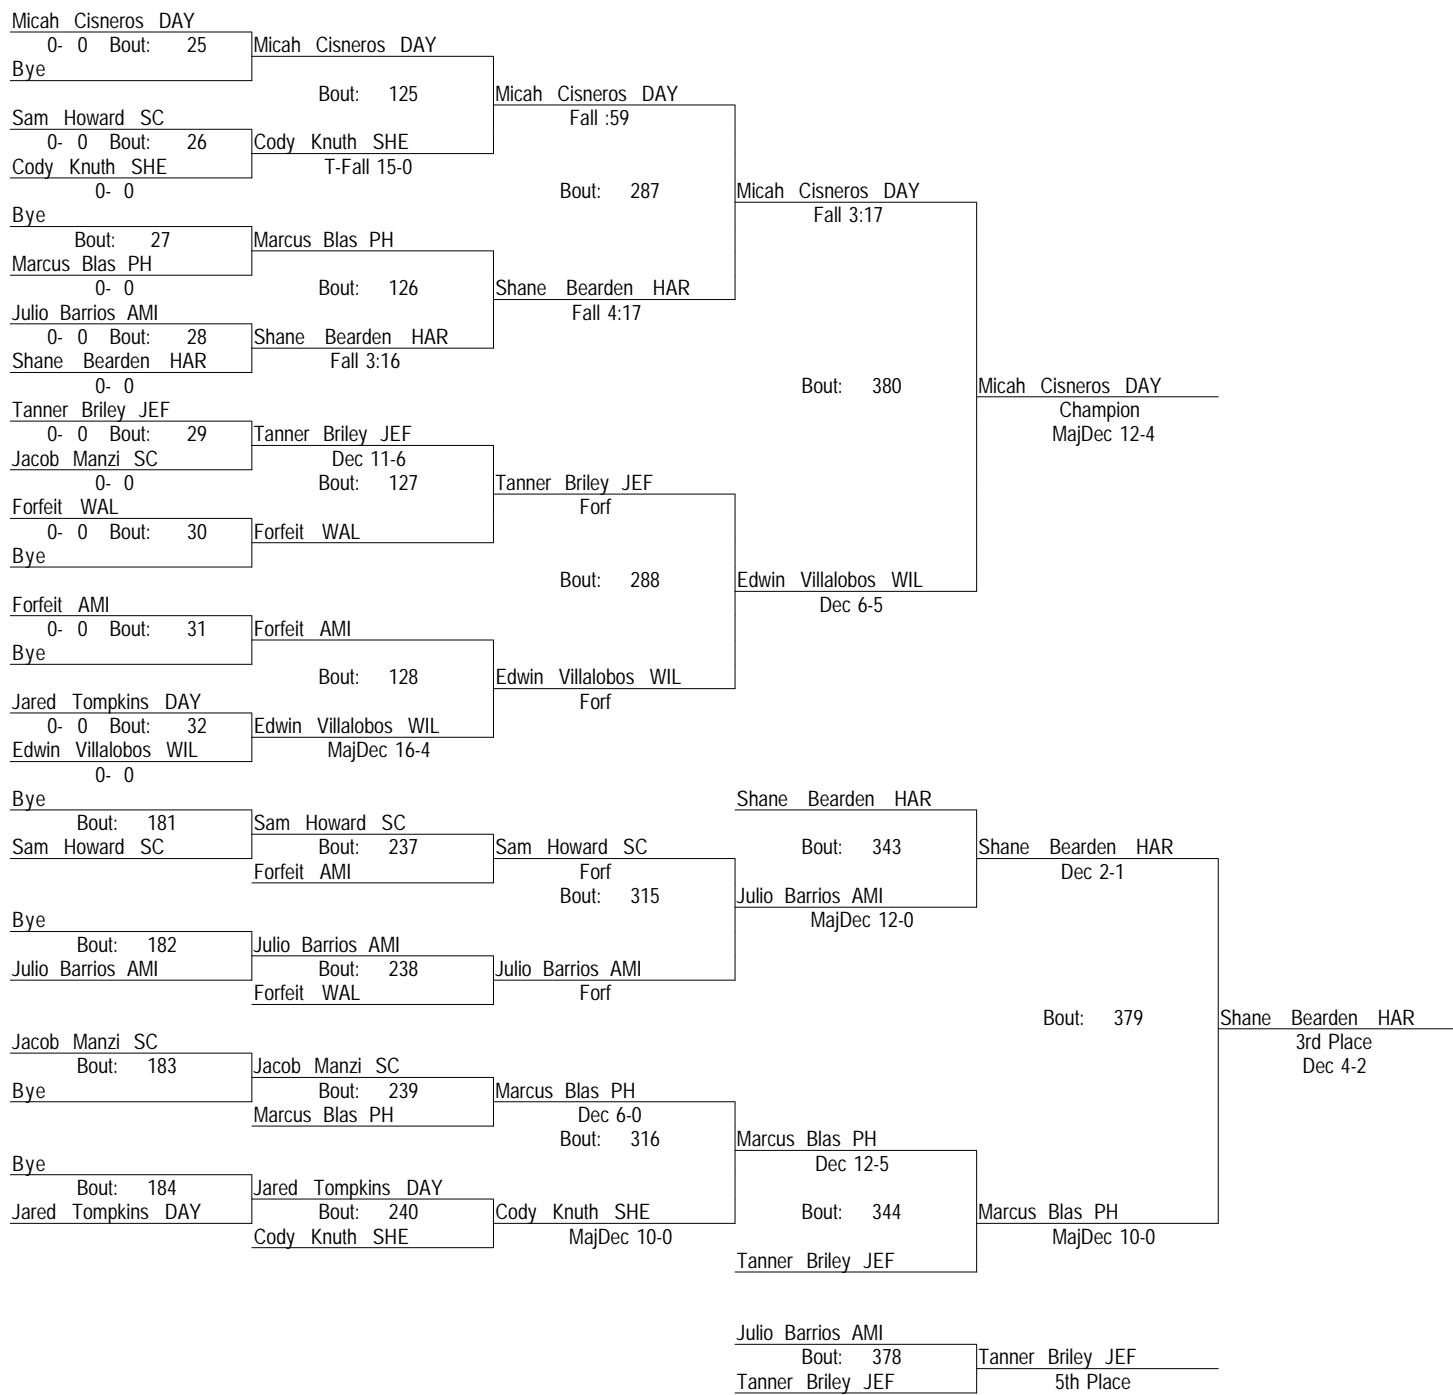 Micah Cisneros DAY
0- 0 Bout: 25
Micah Cisneros DAY
Bye
Bout: 125
Micah Cisneros DAY
Sam Howard SC
Fall :59
0- 0 Bout: 26
Cody Knuth SHE
Cody Knuth SHE
T-Fall 15-0
0- 0
Bout: 287
Micah Cisneros DAY
Bye
Fall 3:17
Bout: 27
Marcus Blas PH
Marcus Blas PH
0- 0
Bout: 126
Shane Bearden HAR
Julio Barrios AMI
Fall 4:17
0- 0 Bout: 28
Shane Bearden HAR
Shane Bearden HAR
Fall 3:16
0- 0
Bout: 380
Micah Cisneros DAY
Tanner Briley JEF
Champion
0- 0 Bout: 29
Tanner Briley JEF
MajDec 12-4
Jacob Manzi SC
Dec 11-6
0- 0
Bout: 127
Tanner Briley JEF
Forfeit WAL
Forf
0- 0 Bout: 30
Forfeit WAL
Bye
Bout: 288
Edwin Villalobos WIL
Forfeit AMI
Dec 6-5
0- 0 Bout: 31
Forfeit AMI
Bye
Bout: 128
Edwin Villalobos WIL
Jared Tompkins DAY
Forf
0- 0 Bout: 32
Edwin Villalobos WIL
Edwin Villalobos WIL
MajDec 16-4
0- 0
Bye
Shane Bearden HAR
Bout: 181
Sam Howard SC
Sam Howard SC
Bout: 237
Sam Howard SC
Bout: 343
Shane Bearden HAR
Forfeit AMI
Forf
Dec 2-1
Bout: 315
Julio Barrios AMI
Bye
MajDec 12-0
Bout: 182
Julio Barrios AMI
Julio Barrios AMI
Bout: 238
Julio Barrios AMI
Forfeit WAL
Forf
Bout: 379
Shane Bearden HAR
Jacob Manzi SC
3rd Place
Bout: 183
Jacob Manzi SC
Dec 4-2
Bye
Bout: 239
Marcus Blas PH
Marcus Blas PH
Dec 6-0
Bout: 316
Marcus Blas PH
Bye
Dec 12-5
Bout: 184
Jared Tompkins DAY
Jared Tompkins DAY
Bout: 240
Cody Knuth SHE
Bout: 344
Marcus Blas PH
Cody Knuth SHE
MajDec 10-0
MajDec 10-0
Tanner Briley JEF
Julio Barrios AMI
Bout: 378
Tanner Briley JEF
Tanner Briley JEF
5th Place